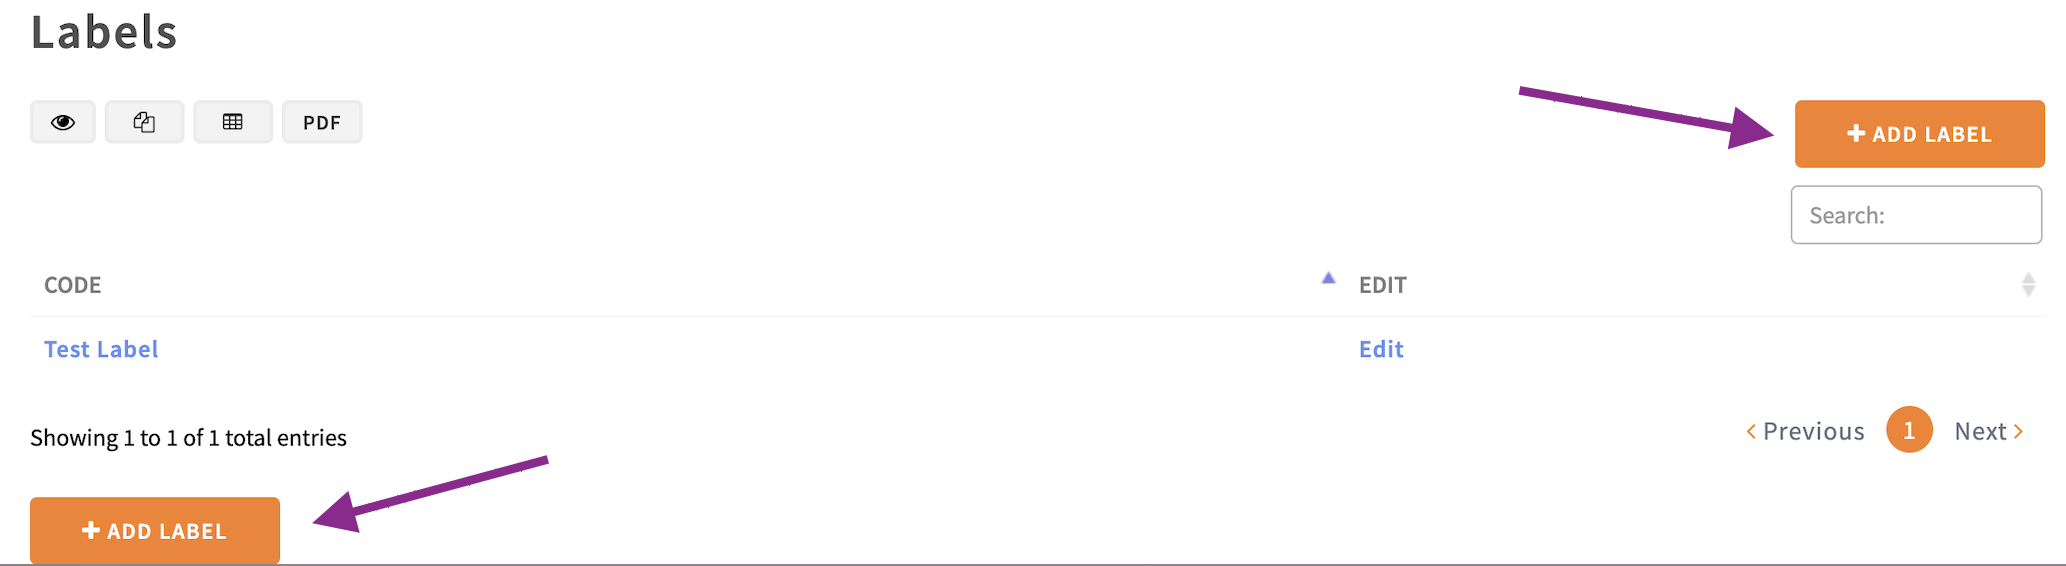 Labels
PDF
+ ADD LABEL
Search:
CODE EDIT
Test Label Edit
Showing 1 to 1 of 1 total entries
‹ Previous 1 Next ›
+ ADD LABEL